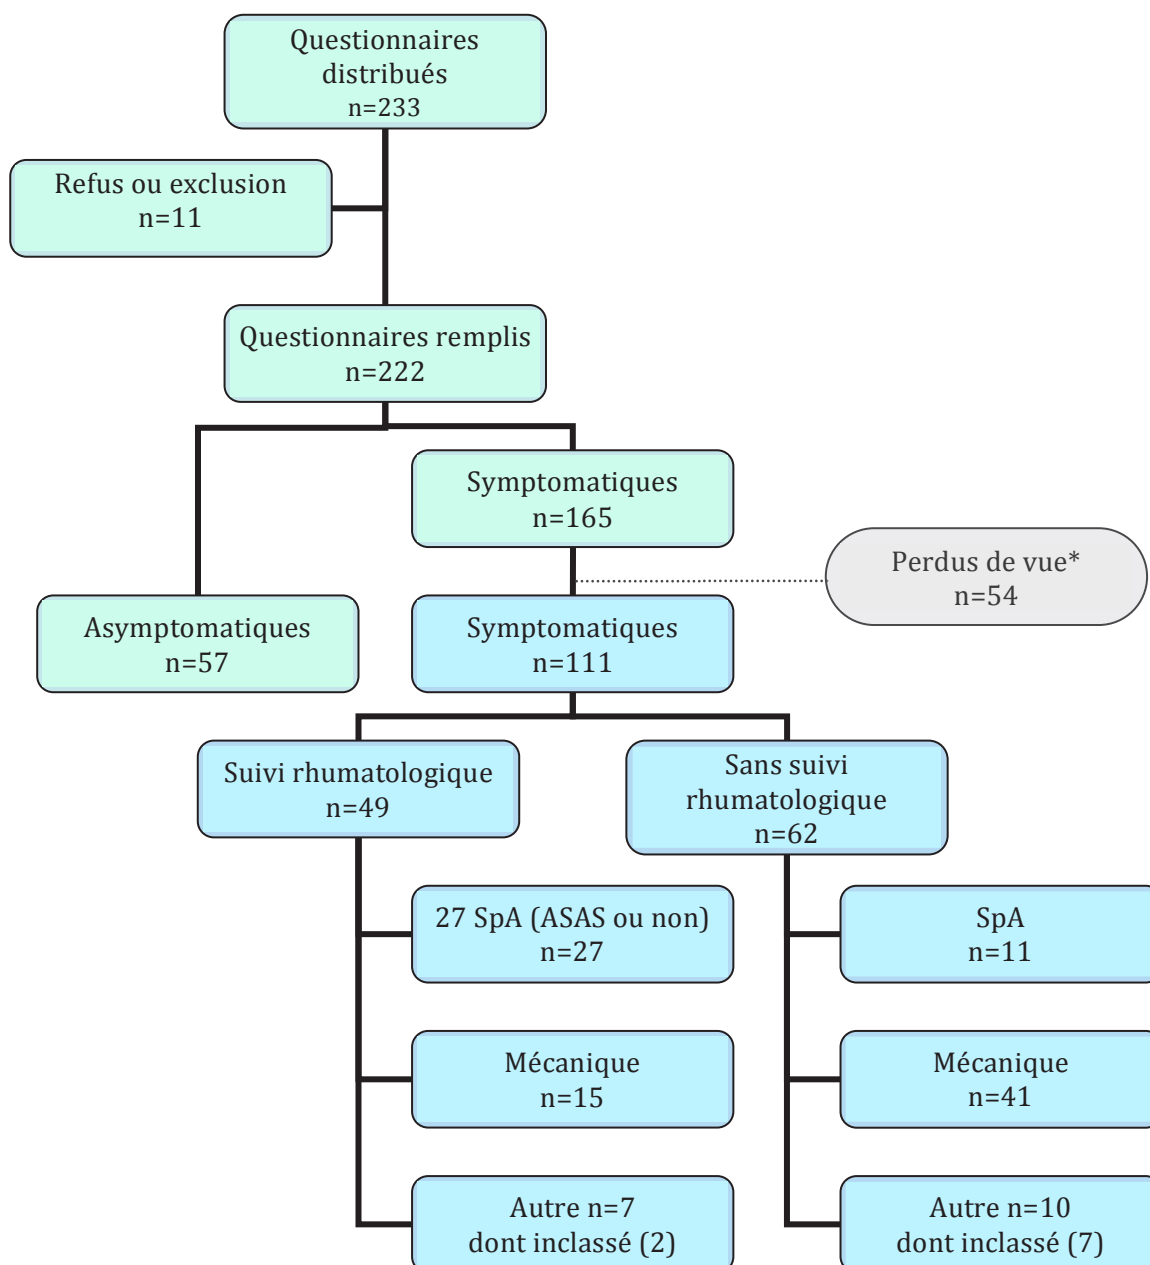 Questionnaires
distribués
n=233
Refus ou exclusion
n=11
Questionnaires remplis
n=222
Symptomatiques
n=165
Perdus de vue*
n=54
Asymptomatiques
n=57
Symptomatiques
n=111
Suivi rhumatologique
n=49
Sans suivi
rhumatologique
n=62
27 SpA (ASAS ou non)
n=27
SpA
n=11
Mécanique
n=15
Mécanique
n=41
Autre n=7
dont inclassé (2)
Autre n=10
dont inclassé (7)